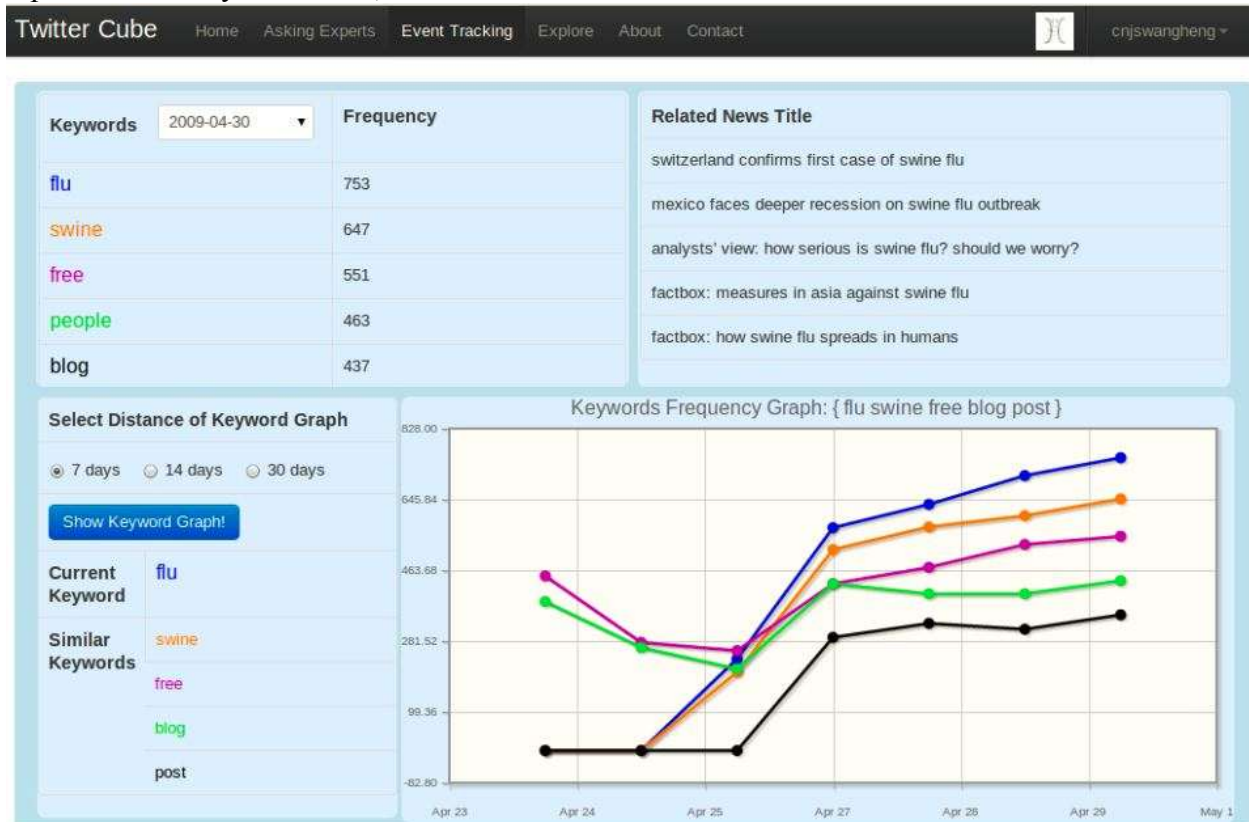 Twitter Cube Home Asking Experts Event Tracking Explore About Contact cnjswangheng
Keywords 2009-04-30 Frequency
flu 753
swine 647
free 551
people 463
blog 437
Related News Title
switzerland confirms first case of swine flu
mexico faces deeper recession on swine flu outbreak
analysts' view: how serious is swine flu? should we worry?
factbox: measures in asia against swine flu
factbox: how swine flu spreads in humans
Select Distance of Keyword Graph
7 days 14 days 30 days
Show Keyword Graph!
Current Keyword flu
Similar Keywords swine
free
blog
post
Keywords Frequency Graph: { flu swine free blog post }
828.00
645.84
463.68
281.52
99.36
-82.80
Apr 23 Apr 24 Apr 25 Apr 27 Apr 28 Apr 29 May 1